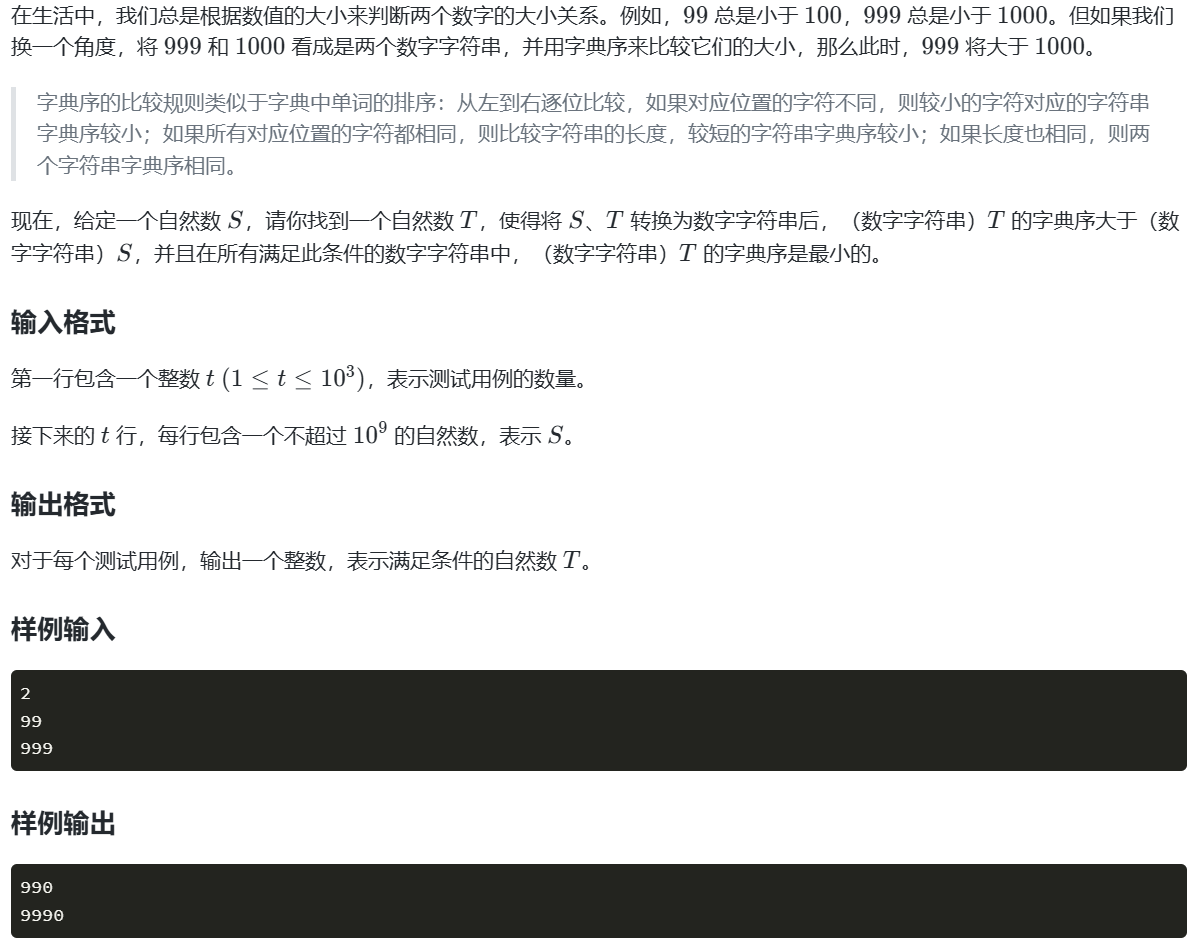 在生活中，我们总是根据数值的大小来判断两个数字的大小关系。例如，99 总是小于 100，999 总是小于 1000。但如果我们
换一个角度，将 999 和 1000 看成是两个数字字符串，并用字典序来比较它们的大小，那么此时，999 将大于 1000。
字典序的比较规则类似于字典中单词的排序：从左到右逐位比较，如果对应位置的字符不同，则较小的字符对应的字符串
字典序较小；如果所有对应位置的字符都相同，则比较字符串的长度，较短的字符串字典序较小；如果长度也相同，则两
个字符串字典序相同。
现在，给定一个自然数 S，请你找到一个自然数 T，使得将 S、T 转换为数字字符串后，（数字字符串）T 的字典序大于（数
字字符串）S，并且在所有满足此条件的数字字符串中，（数字字符串）T 的字典序是最小的。
输入格式
第一行包含一个整数 t (1 ≤ t ≤ 10³)，表示测试用例的数量。
接下来的 t 行，每行包含一个不超过 10⁹ 的自然数，表示 S。
输出格式
对于每个测试用例，输出一个整数，表示满足条件的自然数 T。
样例输入
2
99
999
样例输出
990
9990